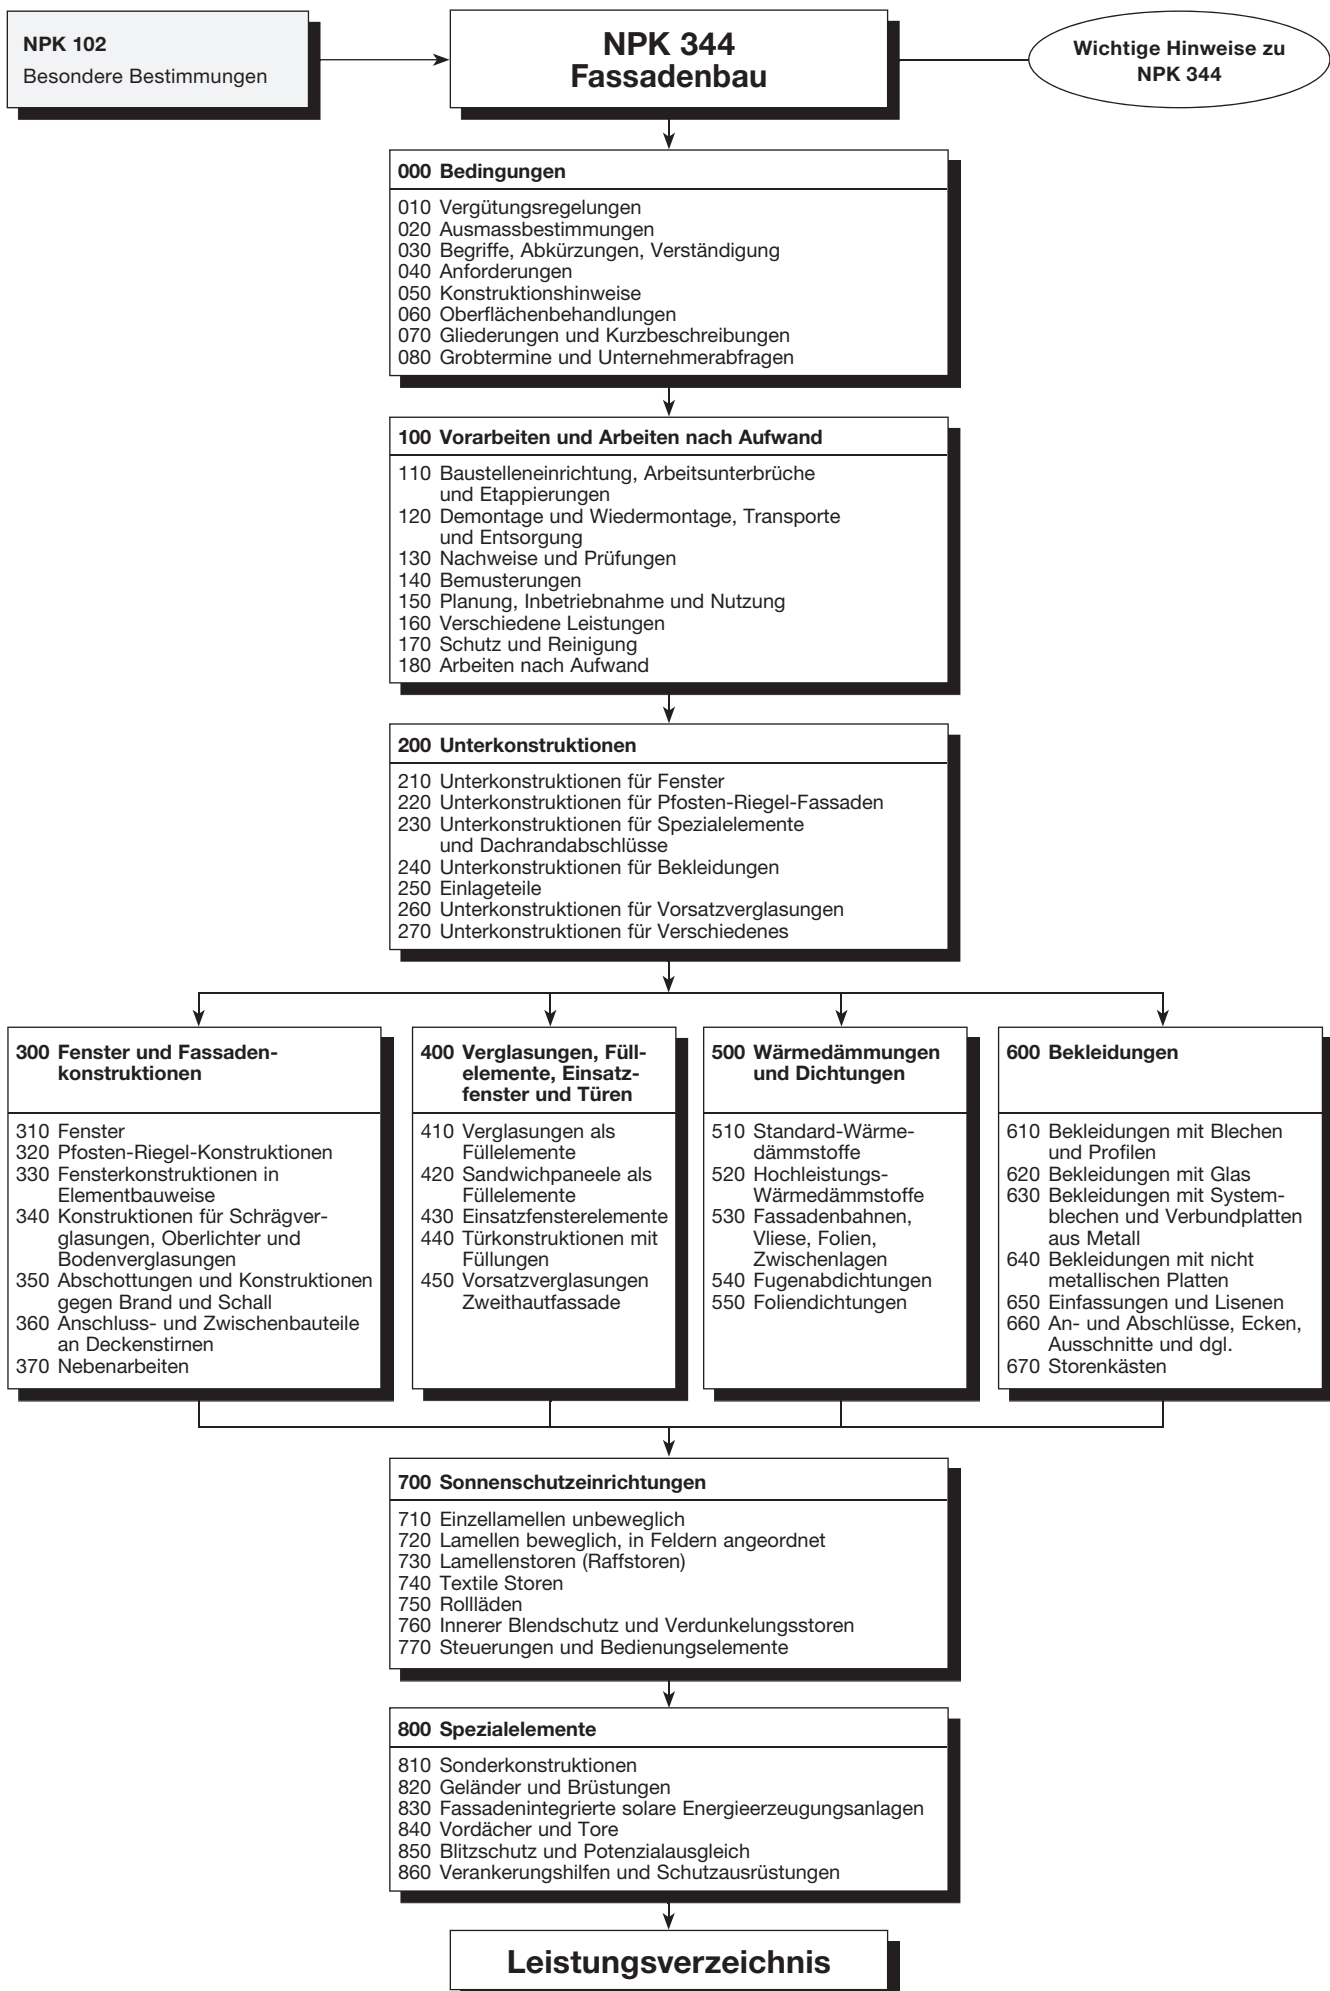 NPK 102
Besondere Bestimmungen
NPK 344
Fassadenbau
Wichtige Hinweise zu
NPK 344
000 Bedingungen
010 Vergütungsregelungen
020 Ausmassbestimmungen
030 Begriffe, Abkürzungen, Verständigung
040 Anforderungen
050 Konstruktionshinweise
060 Oberflächenbehandlungen
070 Gliederungen und Kurzbeschreibungen
080 Grobtermine und Unternehmerabfragen
100 Vorarbeiten und Arbeiten nach Aufwand
110 Baustelleneinrichtung, Arbeitsunterbrüche
und Etappierungen
120 Demontage und Wiedermontage, Transporte
und Entsorgung
130 Nachweise und Prüfungen
140 Bemusterungen
150 Planung, Inbetriebnahme und Nutzung
160 Verschiedene Leistungen
170 Schutz und Reinigung
180 Arbeiten nach Aufwand
200 Unterkonstruktionen
210 Unterkonstruktionen für Fenster
220 Unterkonstruktionen für Pfosten-Riegel-Fassaden
230 Unterkonstruktionen für Spezialelemente
und Dachrandabschlüsse
240 Unterkonstruktionen für Bekleidungen
250 Einlageteile
260 Unterkonstruktionen für Vorsatzverglasungen
270 Unterkonstruktionen für Verschiedenes
300 Fenster und Fassaden-
konstruktionen
310 Fenster
320 Pfosten-Riegel-Konstruktionen
330 Fensterkonstruktionen in
Elementbauweise
340 Konstruktionen für Schrägver-
glasungen, Oberlichter und
Bodenverglasungen
350 Abschottungen und Konstruktionen
gegen Brand und Schall
360 Anschluss- und Zwischenbauteile
an Deckenstirnen
370 Nebenarbeiten
400 Verglasungen, Füll-
elemente, Einsatz-
fenster und Türen
410 Verglasungen als
Füllelemente
420 Sandwichpaneele als
Füllelemente
430 Einsatzfensterelemente
440 Türkonstruktionen mit
Füllungen
450 Vorsatzverglasungen
Zweithautfassade
500 Wärmedämmungen
und Dichtungen
510 Standard-Wärme-
dämmstoffe
520 Hochleistungs-
Wärmedämmstoffe
530 Fassadenbahnen,
Vliese, Folien,
Zwischenlagen
540 Fugenabdichtungen
550 Foliendichtungen
600 Bekleidungen
610 Bekleidungen mit Blechen
und Profilen
620 Bekleidungen mit Glas
630 Bekleidungen mit System-
blechen und Verbundplatten
aus Metall
640 Bekleidungen mit nicht
metallischen Platten
650 Einfassungen und Lisenen
660 An- und Abschlüsse, Ecken,
Ausschnitte und dgl.
670 Storenkästen
700 Sonnenschutzeinrichtungen
710 Einzellamellen unbeweglich
720 Lamellen beweglich, in Feldern angeordnet
730 Lamellenstoren (Raffstoren)
740 Textile Storen
750 Rollläden
760 Innerer Blendschutz und Verdunkelungsstoren
770 Steuerungen und Bedienungselemente
800 Spezialelemente
810 Sonderkonstruktionen
820 Geländer und Brüstungen
830 Fassadenintegrierte solare Energieerzeugungsanlagen
840 Vordächer und Tore
850 Blitzschutz und Potenzialausgleich
860 Verankerungshilfen und Schutzausrüstungen
Leistungsverzeichnis